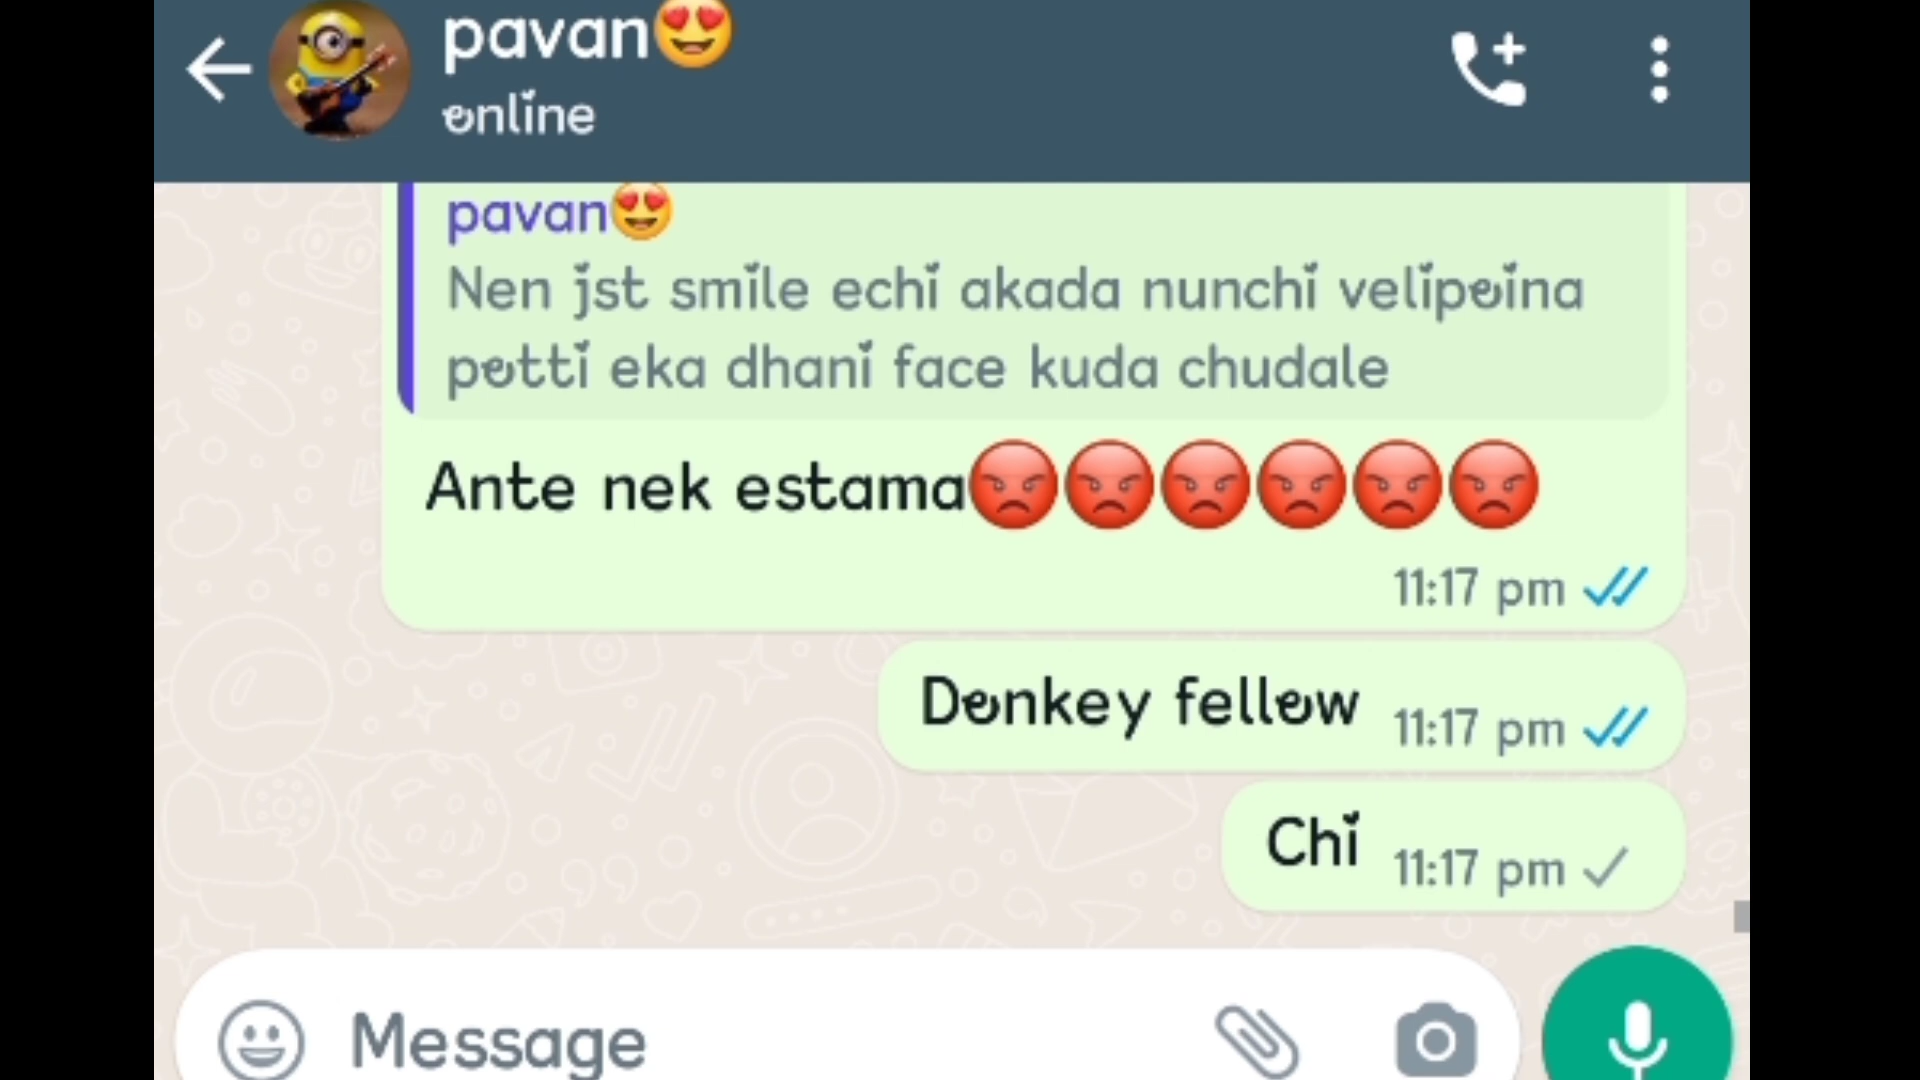 pavan😍
online
pavan😍
Nen jst smile echi akada nunchi velipoina
potti eka dhani face kuda chudale
Ante nek estama😡😡😡😡😡😡
11:17 pm
Donkey fellow 11:17 pm
Chi 11:17 pm
Message